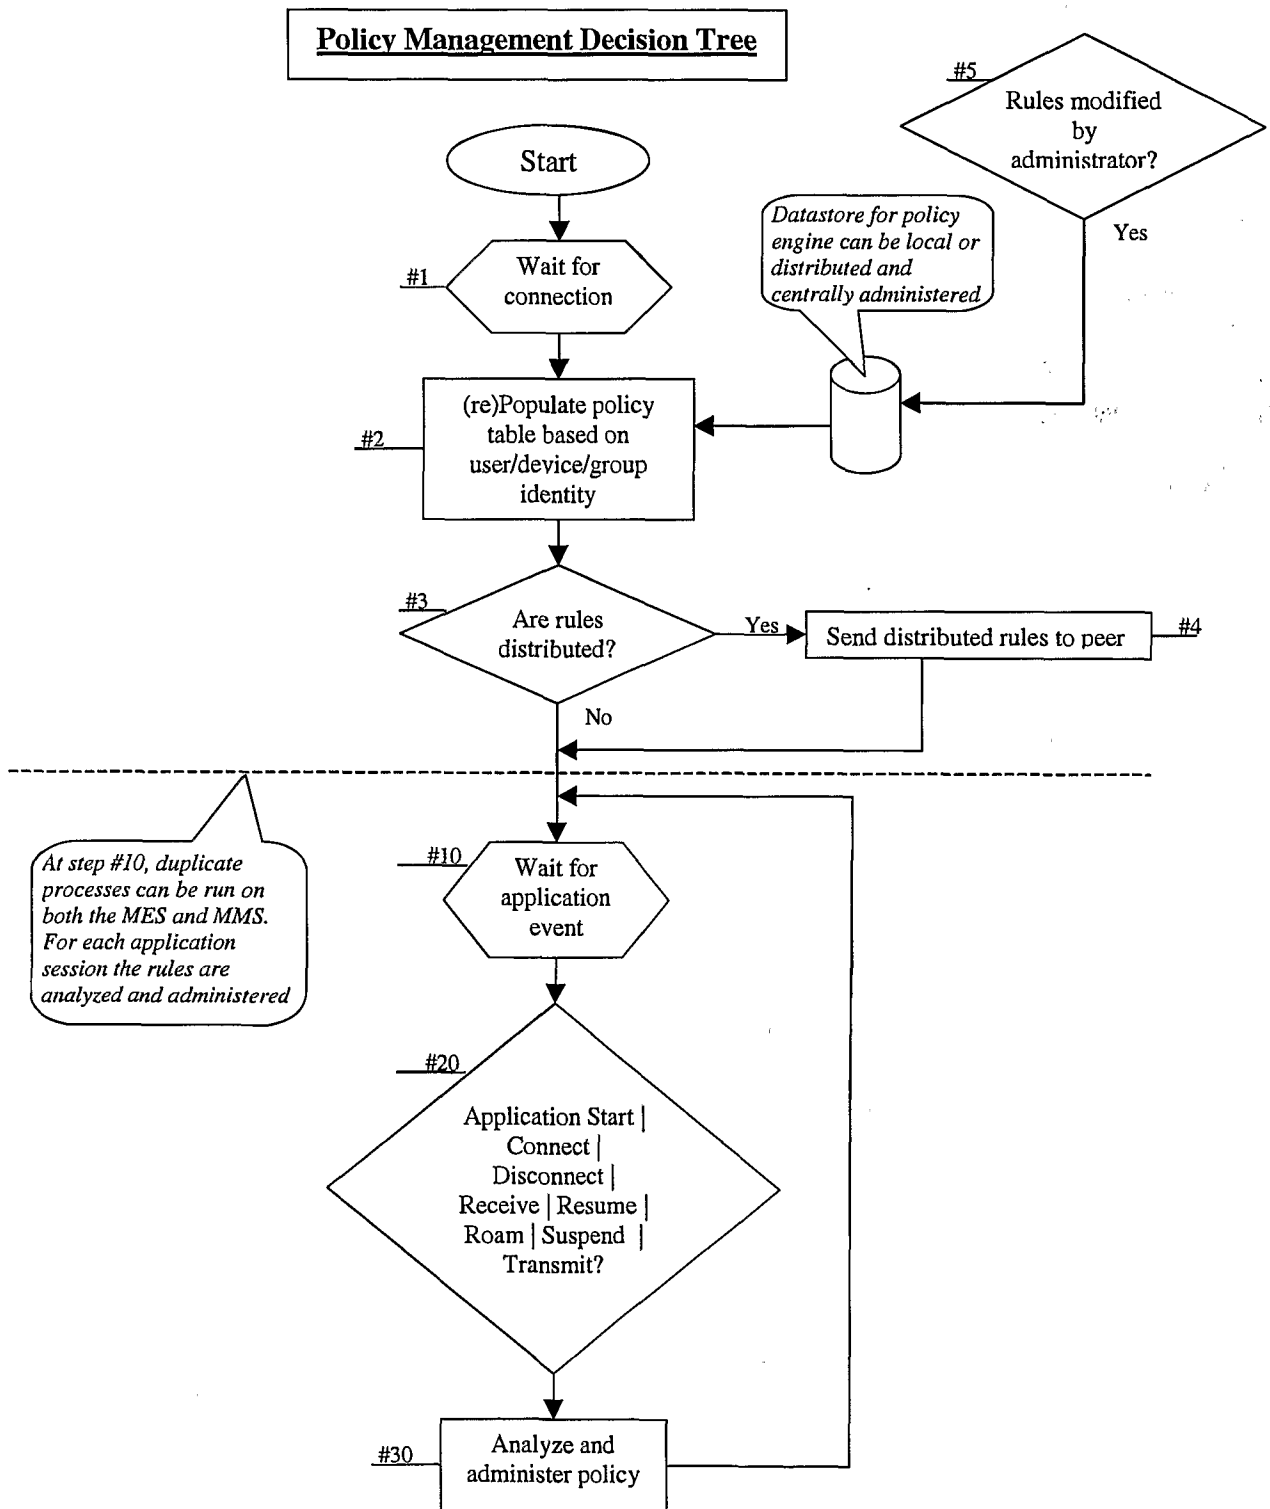 Policy Management Decision Tree
#5
Rules modified
by
administrator?
Yes
Start
Datastore for policy
engine can be local or
distributed and
centrally administered
#1
Wait for
connection
(re)Populate policy
table based on
user/device/group
identity
#2
#3
Are rules
distributed?
Yes
Send distributed rules to peer
#4
No
At step #10, duplicate
processes can be run on
both the MES and MMS.
For each application
session the rules are
analyzed and administered
#10
Wait for
application
event
#20
Application Start |
Connect |
Disconnect |
Receive | Resume |
Roam | Suspend |
Transmit?
#30
Analyze and
administer policy